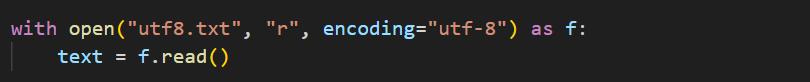 with open("utf8.txt", "r", encoding="utf-8") as f:
    text = f.read()